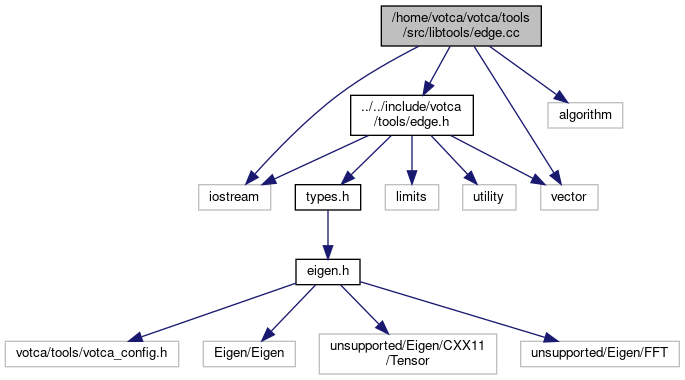 /home/votca/votca/tools
/src/libtools/edge.cc
../../include/votca
/tools/edge.h
algorithm
iostream
types.h
limits
utility
vector
eigen.h
votca/tools/votca_config.h
Eigen/Eigen
unsupported/Eigen/CXX11
/Tensor
unsupported/Eigen/FFT